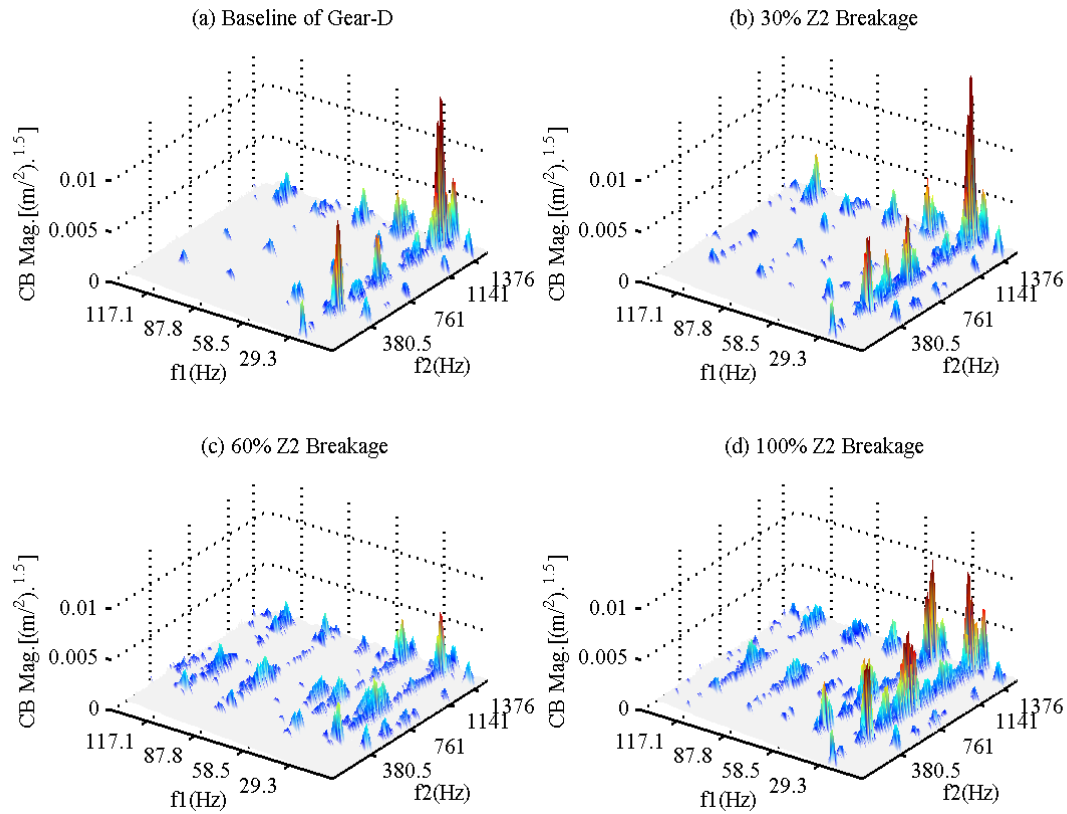 (a) Baseline of Gear-D
CB Mag.[(m/²). ¹·⁵]
0.01
0.005
0
117.1
87.8
58.5
29.3
f1(Hz)
380.5
761
1141
1376
f2(Hz)
(b) 30% Z2 Breakage
CB Mag.[(m/²). ¹·⁵]
0.01
0.005
0
117.1
87.8
58.5
29.3
f1(Hz)
380.5
761
1141
1376
f2(Hz)
(c) 60% Z2 Breakage
CB Mag.[(m/²). ¹·⁵]
0.01
0.005
0
117.1
87.8
58.5
29.3
f1(Hz)
380.5
761
1141
1376
f2(Hz)
(d) 100% Z2 Breakage
CB Mag.[(m/²). ¹·⁵]
0.01
0.005
0
117.1
87.8
58.5
29.3
f1(Hz)
380.5
761
1141
1376
f2(Hz)